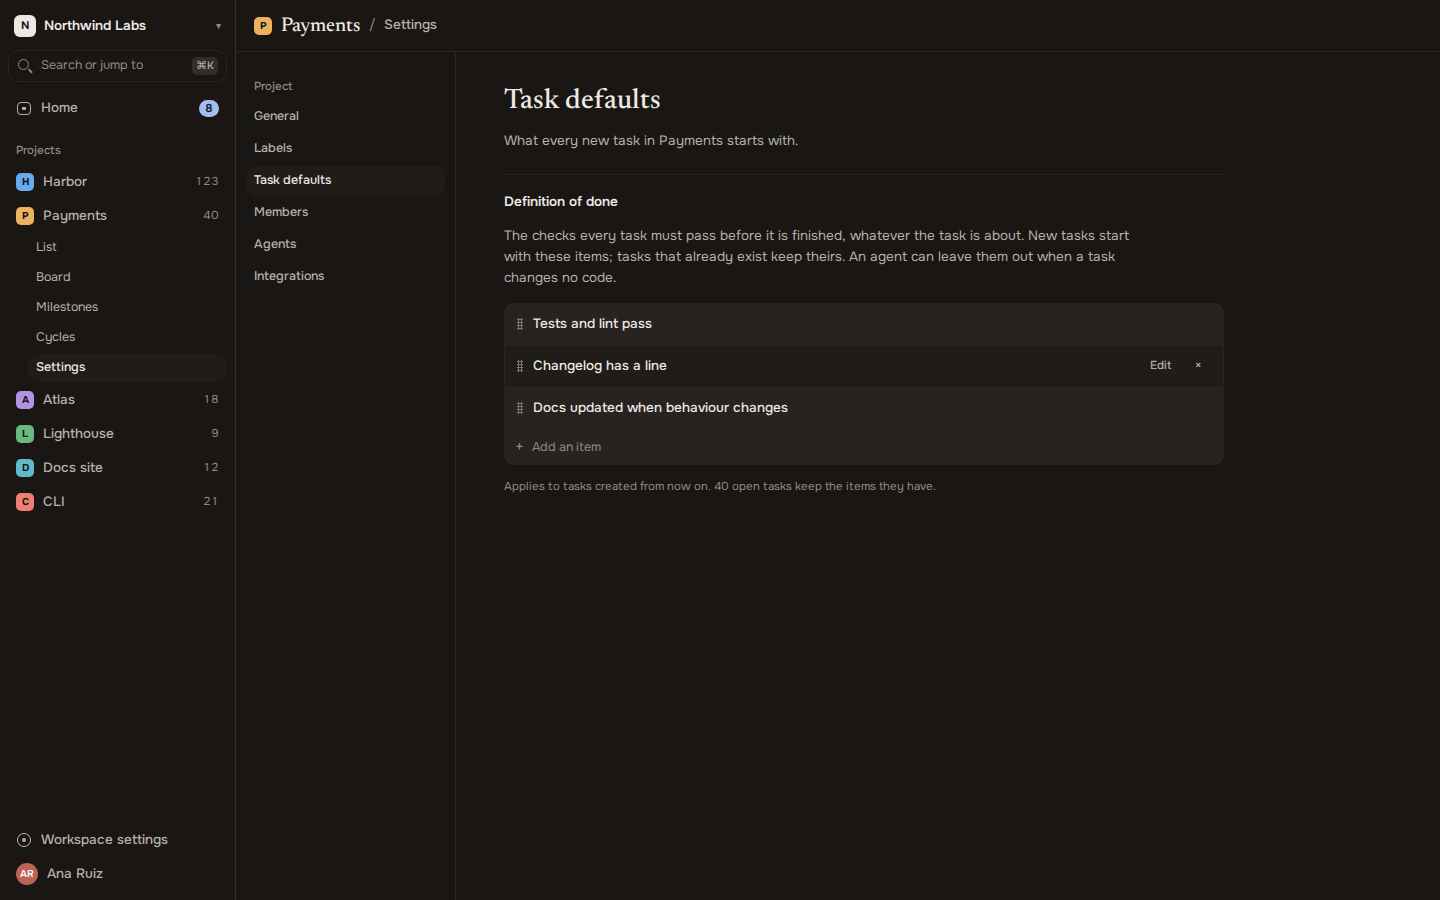 N Northwind Labs ▾
Search or jump to ⌘K
Home 8
Projects
H Harbor 123
P Payments 40
List
Board
Milestones
Cycles
Settings
A Atlas 18
L Lighthouse 9
D Docs site 12
C CLI 21
Workspace settings
AR Ana Ruiz
P Payments / Settings
Project
General
Labels
Task defaults
Members
Agents
Integrations
Task defaults
What every new task in Payments starts with.
Definition of done
The checks every task must pass before it is finished, whatever the task is about. New tasks start
with these items; tasks that already exist keep theirs. An agent can leave them out when a task
changes no code.
Tests and lint pass
Changelog has a line Edit ×
Docs updated when behaviour changes
+ Add an item
Applies to tasks created from now on. 40 open tasks keep the items they have.